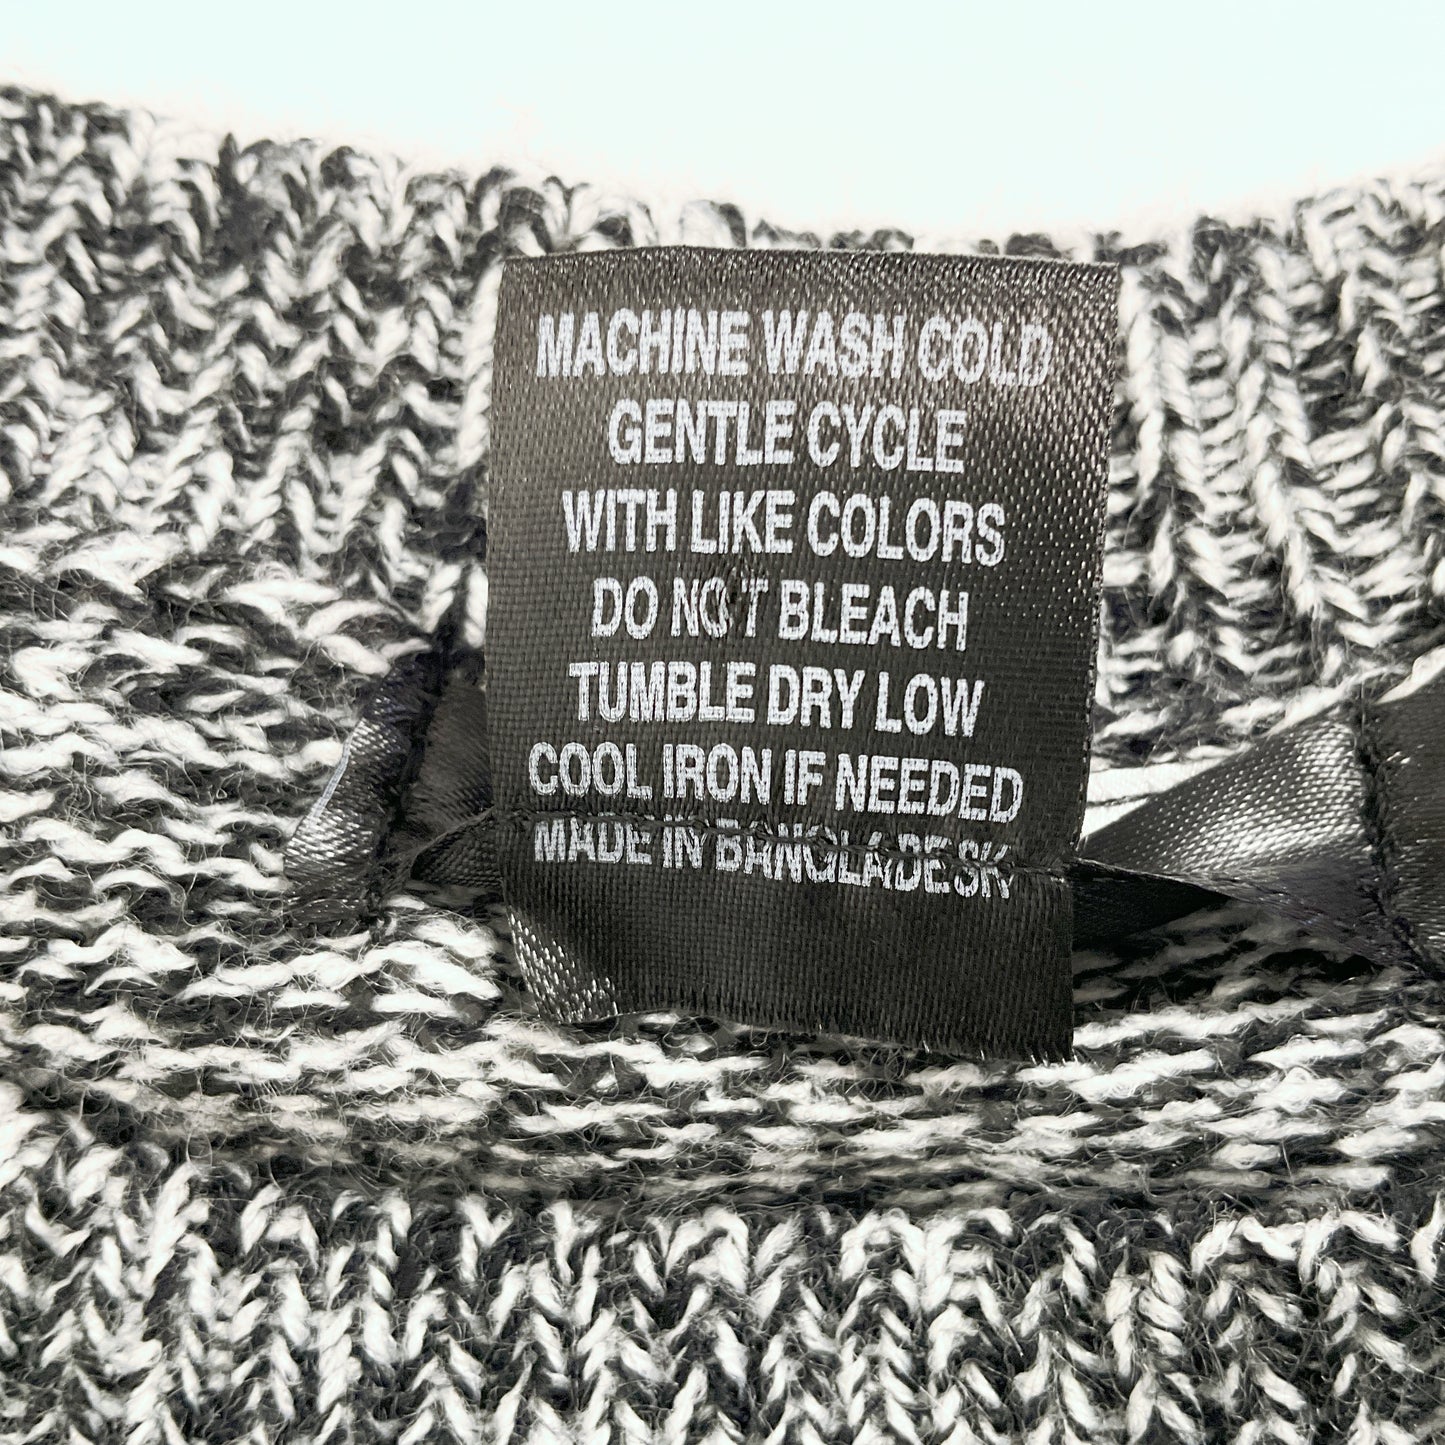 MACHINE WASH COLD
GENTLE CYCLE
WITH LIKE COLORS
DO NOT BLEACH
TUMBLE DRY LOW
COOL IRON IF NEEDED
MADE IN BANGLADESH